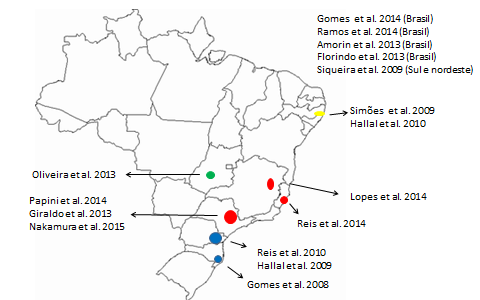 Gomes et al. 2014 (Brasil)
Ramos et al. 2014 (Brasil)
Amorin et al. 2013 (Brasil)
Florindo et al. 2013 (Brasil)
Siqueira et al. 2009 (Sul e nordeste)
Simões et al. 2009
Hallal et al. 2010
Oliveira et al. 2013
Lopes et al. 2014
Papini et al. 2014
Giraldo et al. 2013
Nakamura et al. 2015
Reis et al. 2014
Reis et al. 2010
Hallal et al. 2009
Gomes et al. 2008